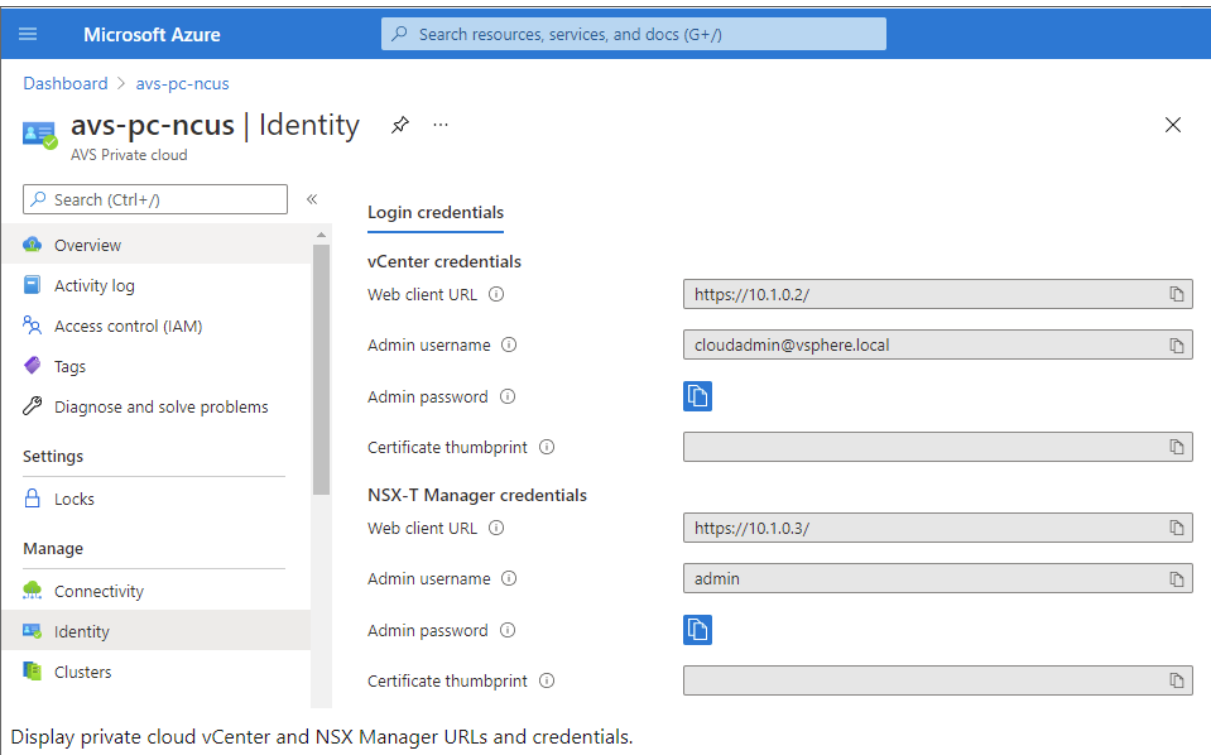 Microsoft Azure
Search resources, services, and docs (G+/)
Dashboard > avs-pc-ncus
avs-pc-ncus | Identity
AVS Private cloud
Search (Ctrl+/)
Overview
Activity log
Access control (IAM)
Tags
Diagnose and solve problems
Settings
Locks
Manage
Connectivity
Identity
Clusters
Login credentials
vCenter credentials
Web client URL https://10.1.0.2/
Admin username cloudadmin@vsphere.local
Admin password
Certificate thumbprint
NSX-T Manager credentials
Web client URL https://10.1.0.3/
Admin username admin
Admin password
Certificate thumbprint
Display private cloud vCenter and NSX Manager URLs and credentials.